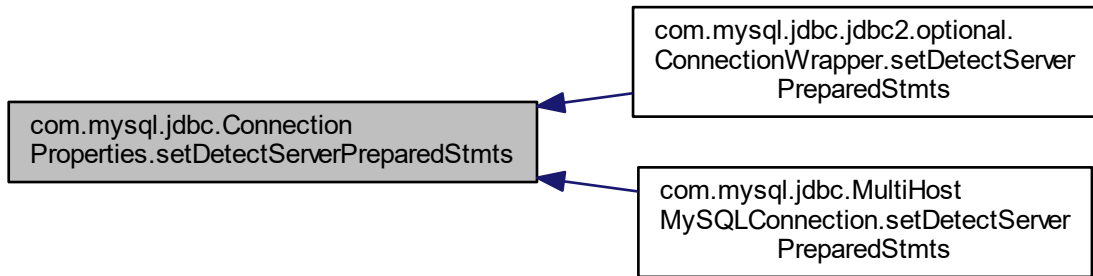 com.mysql.jdbc.Connection
Properties.setDetectServerPreparedStmts
com.mysql.jdbc.jdbc2.optional.
ConnectionWrapper.setDetectServer
PreparedStmts
com.mysql.jdbc.MultiHost
MySQLConnection.setDetectServer
PreparedStmts